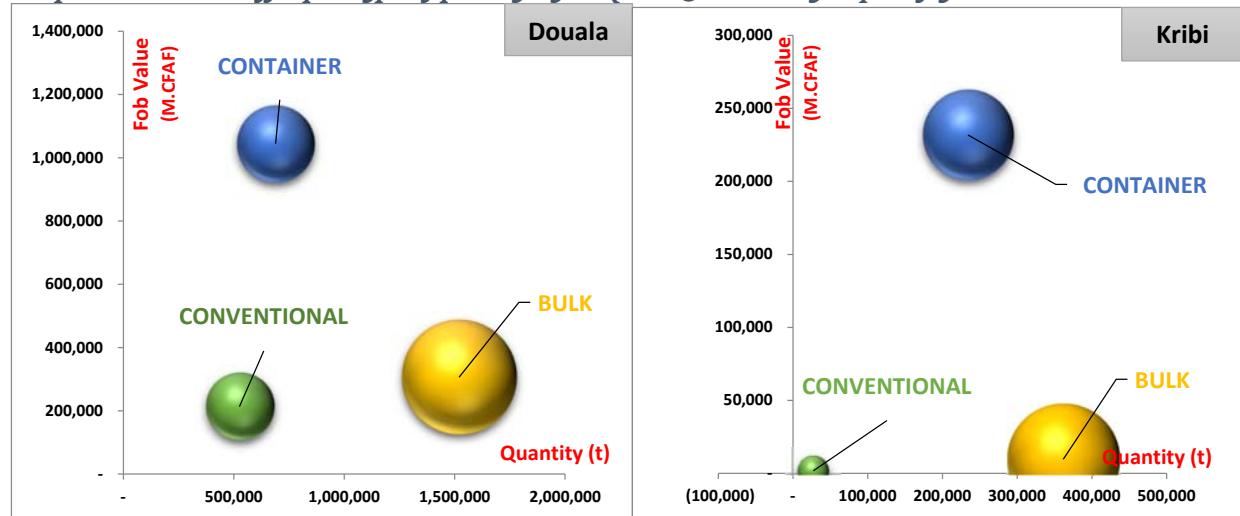 Douala
1,400,000
1,200,000
1,000,000
800,000
600,000
400,000
200,000
-
Fob Value
(M.CFAF)
CONTAINER
CONVENTIONAL
BULK
Quantity (t)
-
500,000
1,000,000
1,500,000
2,000,000
Kribi
300,000
250,000
200,000
150,000
100,000
50,000
-
Fob Value
(M.CFAF)
CONTAINER
CONVENTIONAL
BULK
Quantity (t)
(100,000)
-
100,000
200,000
300,000
400,000
500,000